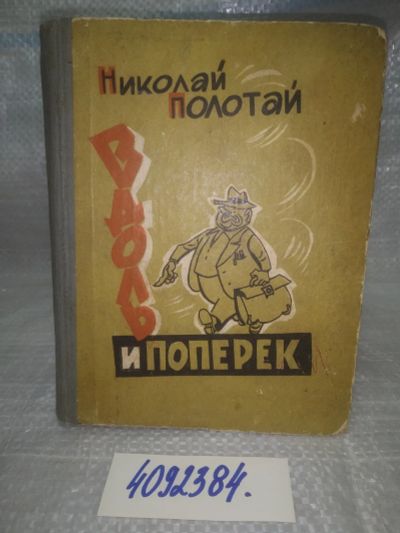 Николай
Полотай
Вдоль
и ПОПЕРЕК
4092384.